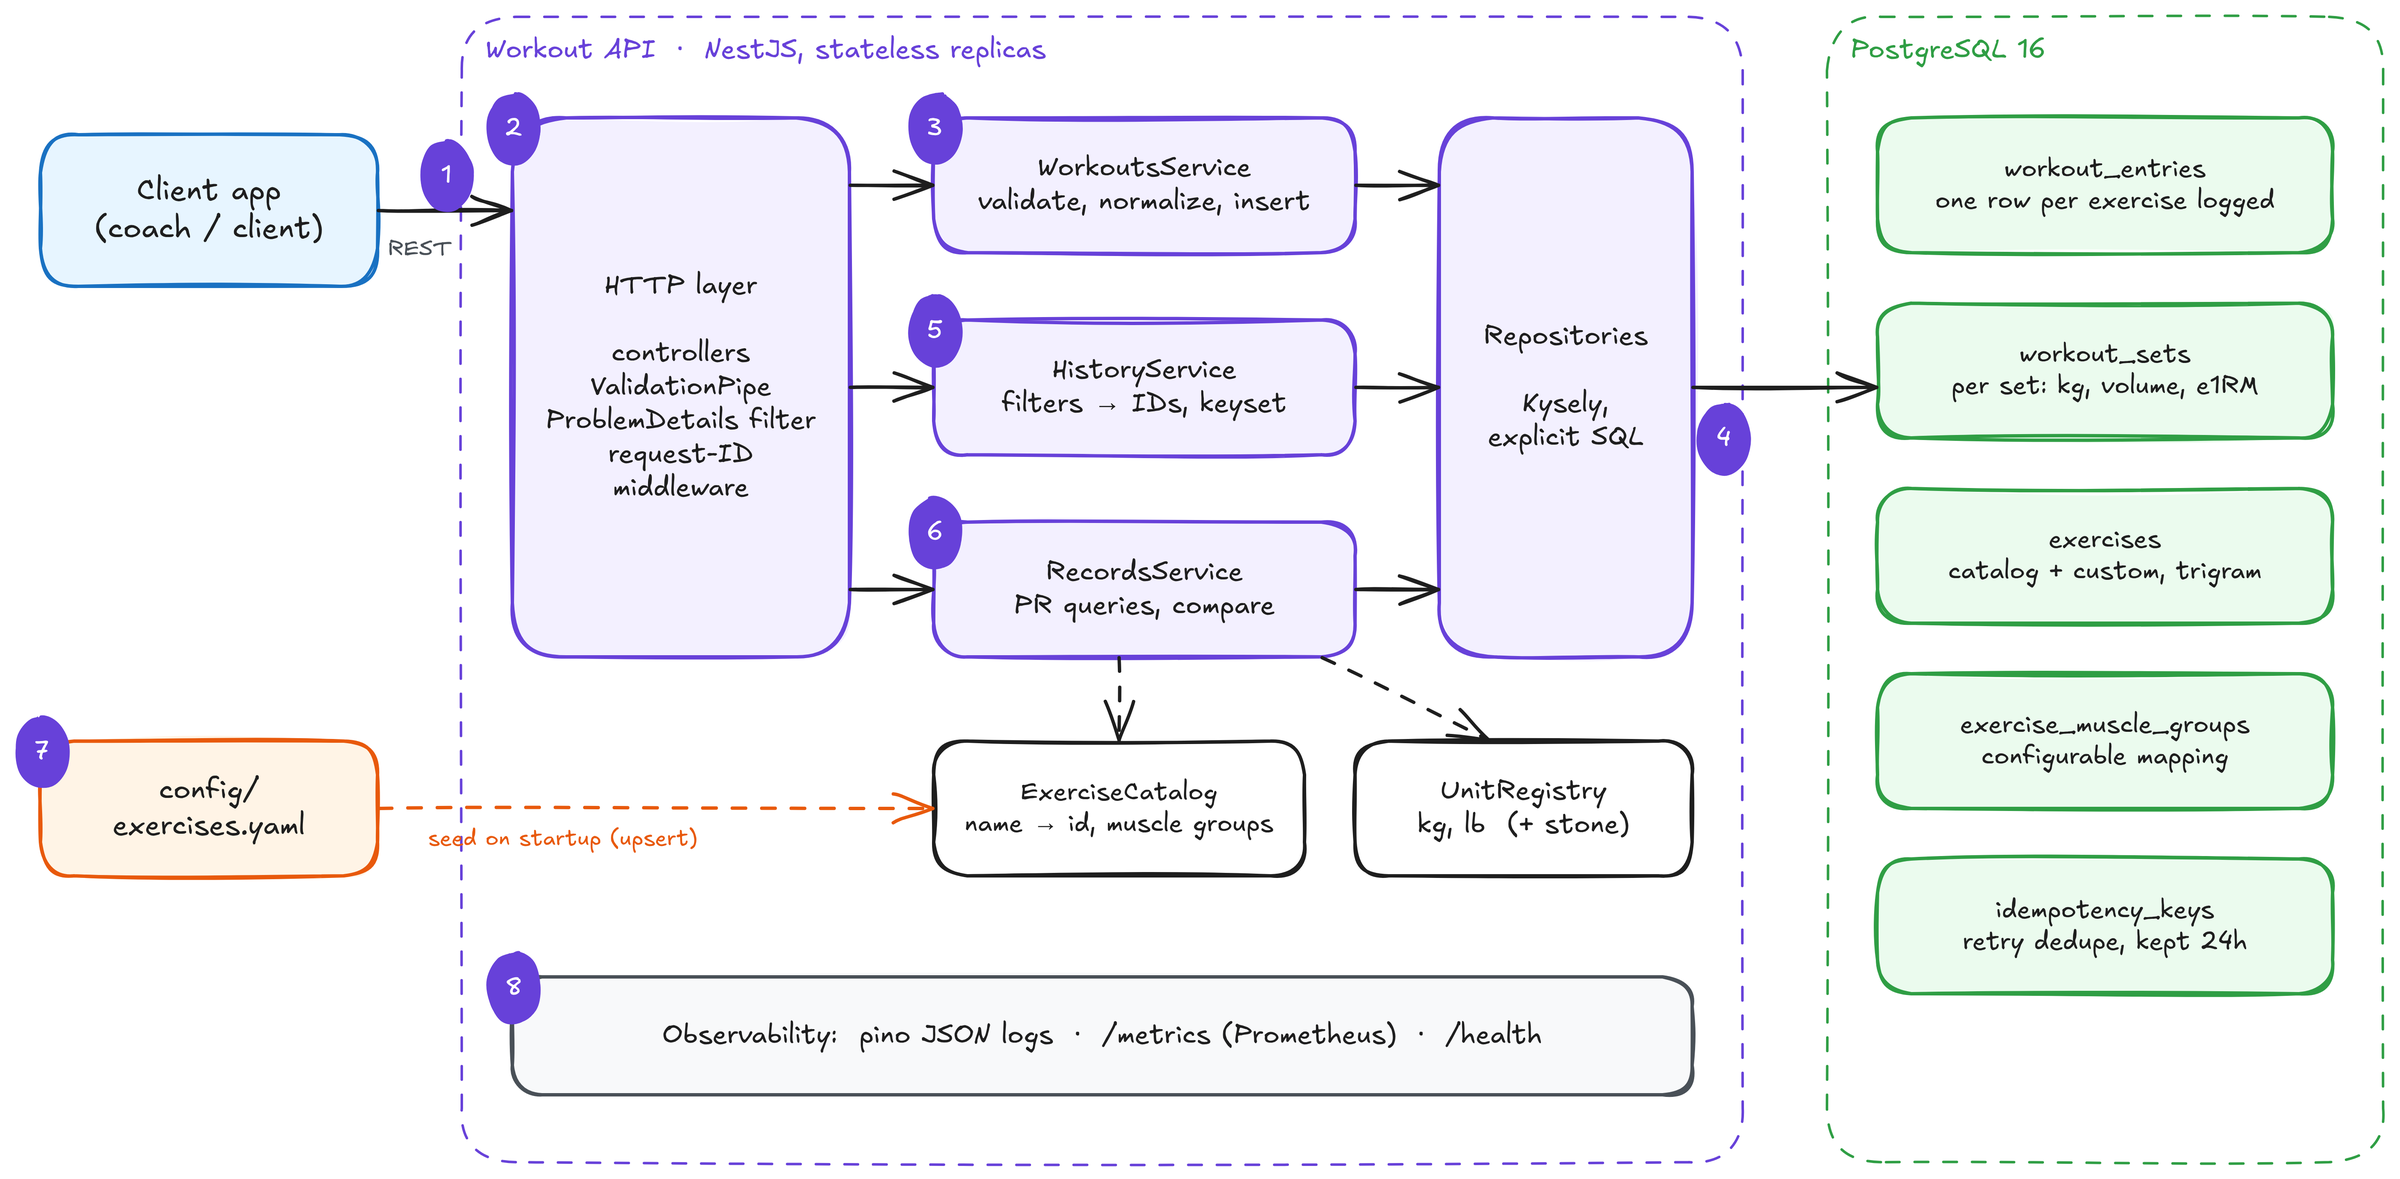 Workout API · NestJS, stateless replicas
PostgreSQL 16
1
Client app
(coach / client)
REST
2
HTTP layer
controllers
ValidationPipe
ProblemDetails filter
request-ID
middleware
3
WorkoutsService
validate, normalize, insert
5
HistoryService
filters → IDs, keyset
6
RecordsService
PR queries, compare
Repositories
Kysely,
explicit SQL
4
workout_entries
one row per exercise logged
workout_sets
per set: kg, volume, e1RM
exercises
catalog + custom, trigram
exercise_muscle_groups
configurable mapping
idempotency_keys
retry dedupe, kept 24h
7
config/
exercises.yaml
seed on startup (upsert)
ExerciseCatalog
name → id, muscle groups
UnitRegistry
kg, lb (+ stone)
8
Observability: pino JSON logs · /metrics (Prometheus) · /health